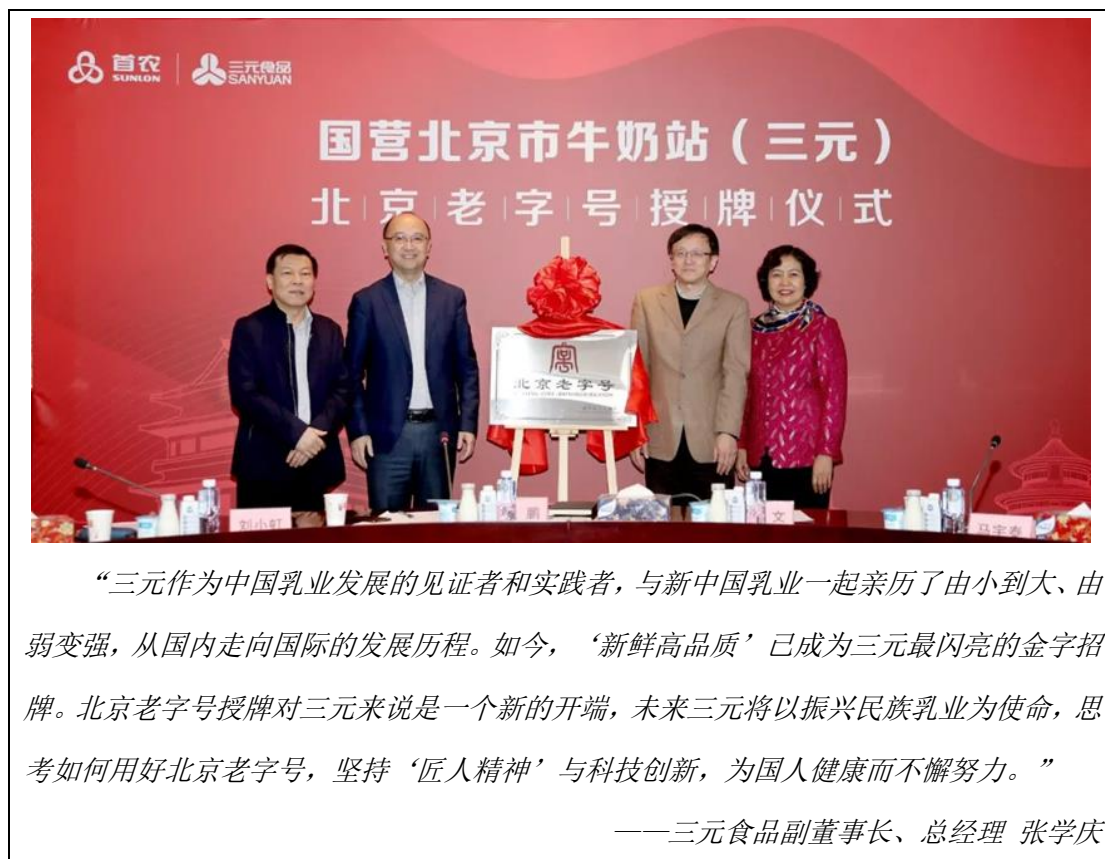 首农
SUNLON
三元食品
SANYUAN
国营北京市牛奶站（三元）
北京老字号授牌仪式
北京老字号
刘小虹
鹏
文
马宇春
“三元作为中国乳业发展的见证者和实践者，与新中国乳业一起亲历了由小到大、由
弱变强，从国内走向国际的发展历程。如今，‘新鲜高品质’已成为三元最闪亮的金字招
牌。北京老字号授牌对三元来说是一个新的开端，未来三元将以振兴民族乳业为使命，思
考如何用好北京老字号，坚持‘匠人精神’与科技创新，为国人健康而不懈努力。”
——三元食品副董事长、总经理 张学庆